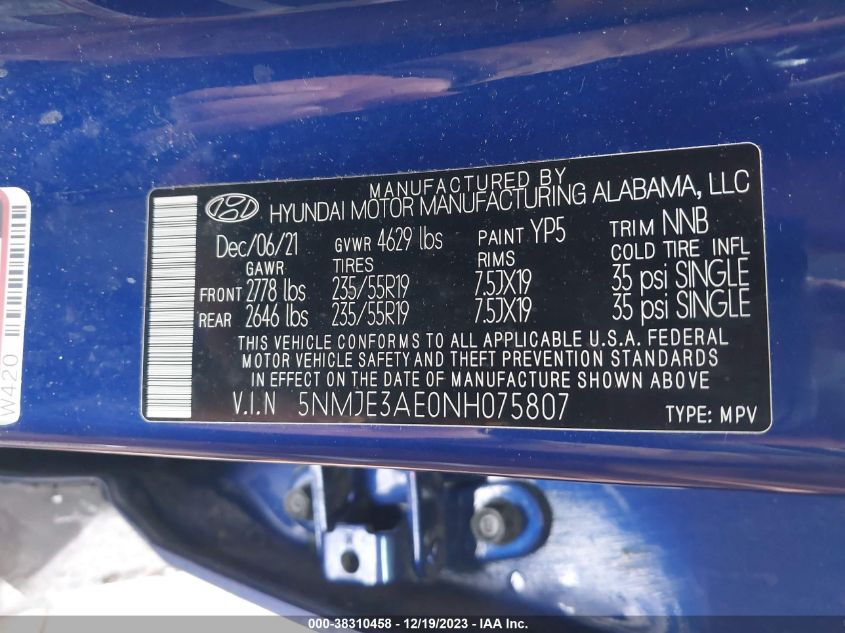 MANUFACTURED BY
HYUNDAI MOTOR MANUFACTURING ALABAMA, LLC
Dec/06/21 GVWR 4629 lbs PAINT YP5 TRIM NNB
GAWR TIRES RIMS COLD TIRE INFL
FRONT 2778 lbs 235/55R19 7.5JX19 35 psi SINGLE
REAR 2646 lbs 235/55R19 7.5JX19 35 psi SINGLE
THIS VEHICLE CONFORMS TO ALL APPLICABLE U.S.A. FEDERAL
MOTOR VEHICLE SAFETY AND THEFT PREVENTION STANDARDS
IN EFFECT ON THE DATE OF MANUFACTURE SHOWN ABOVE
V.I.N 5NMJE3AE0NH075807 TYPE: MPV
W420
000-38310458 - 12/19/2023 - IAA Inc.